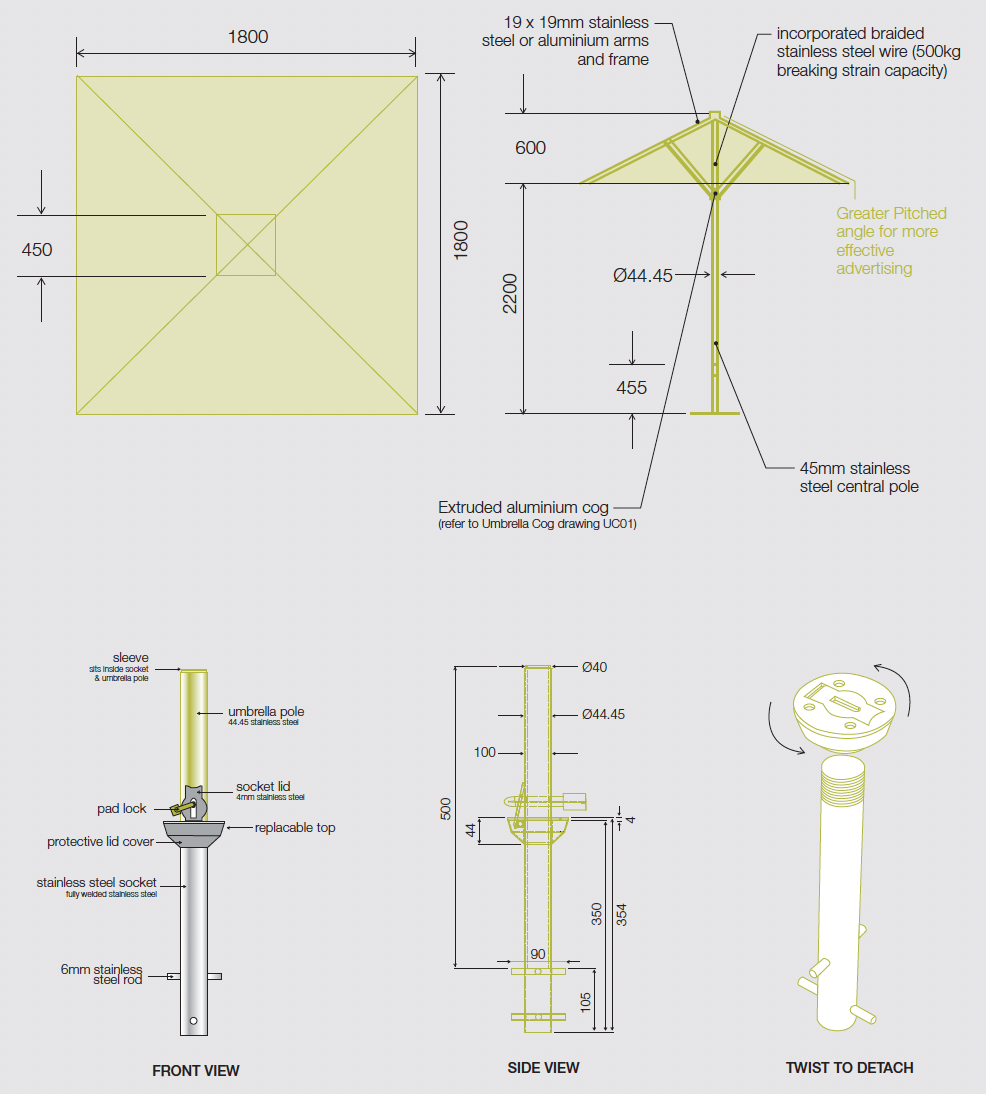 1800
450
1800
19 x 19mm stainless
steel or aluminium arms
and frame
incorporated braided
stainless steel wire (500kg
breaking strain capacity)
600
Greater Pitched
angle for more
effective
advertising
2200
Ø44.45
455
45mm stainless
steel central pole
Extruded aluminium cog
(refer to Umbrella Cog drawing UC01)
sleeve
sits inside socket
& umbrella pole
umbrella pole
44.45 stainless steel
socket lid
4mm stainless steel
pad lock
replacable top
protective lid cover
stainless steel socket
fully welded stainless steel
6mm stainless
steel rod
FRONT VIEW
Ø40
Ø44.45
100
500
44
4
350
354
90
105
SIDE VIEW
TWIST TO DETACH